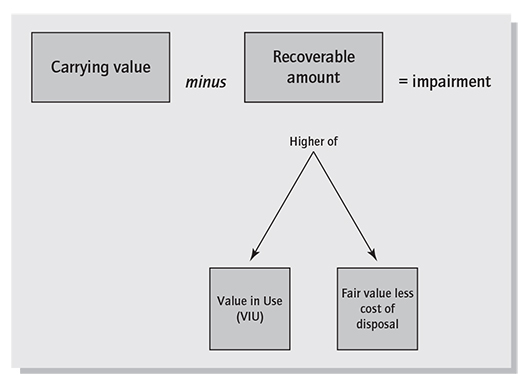 Carrying value
minus
Recoverable
amount
= impairment
Higher of
Value in Use
(VIU)
Fair value less
cost of
disposal